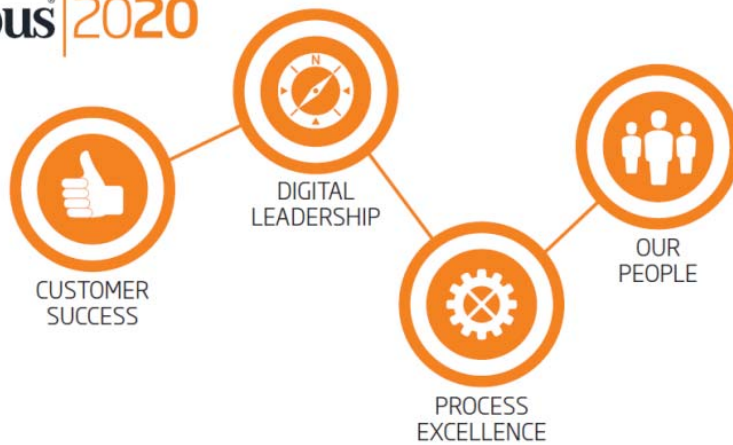 2020
N
DIGITAL
LEADERSHIP
CUSTOMER
SUCCESS
OUR
PEOPLE
PROCESS
EXCELLENCE